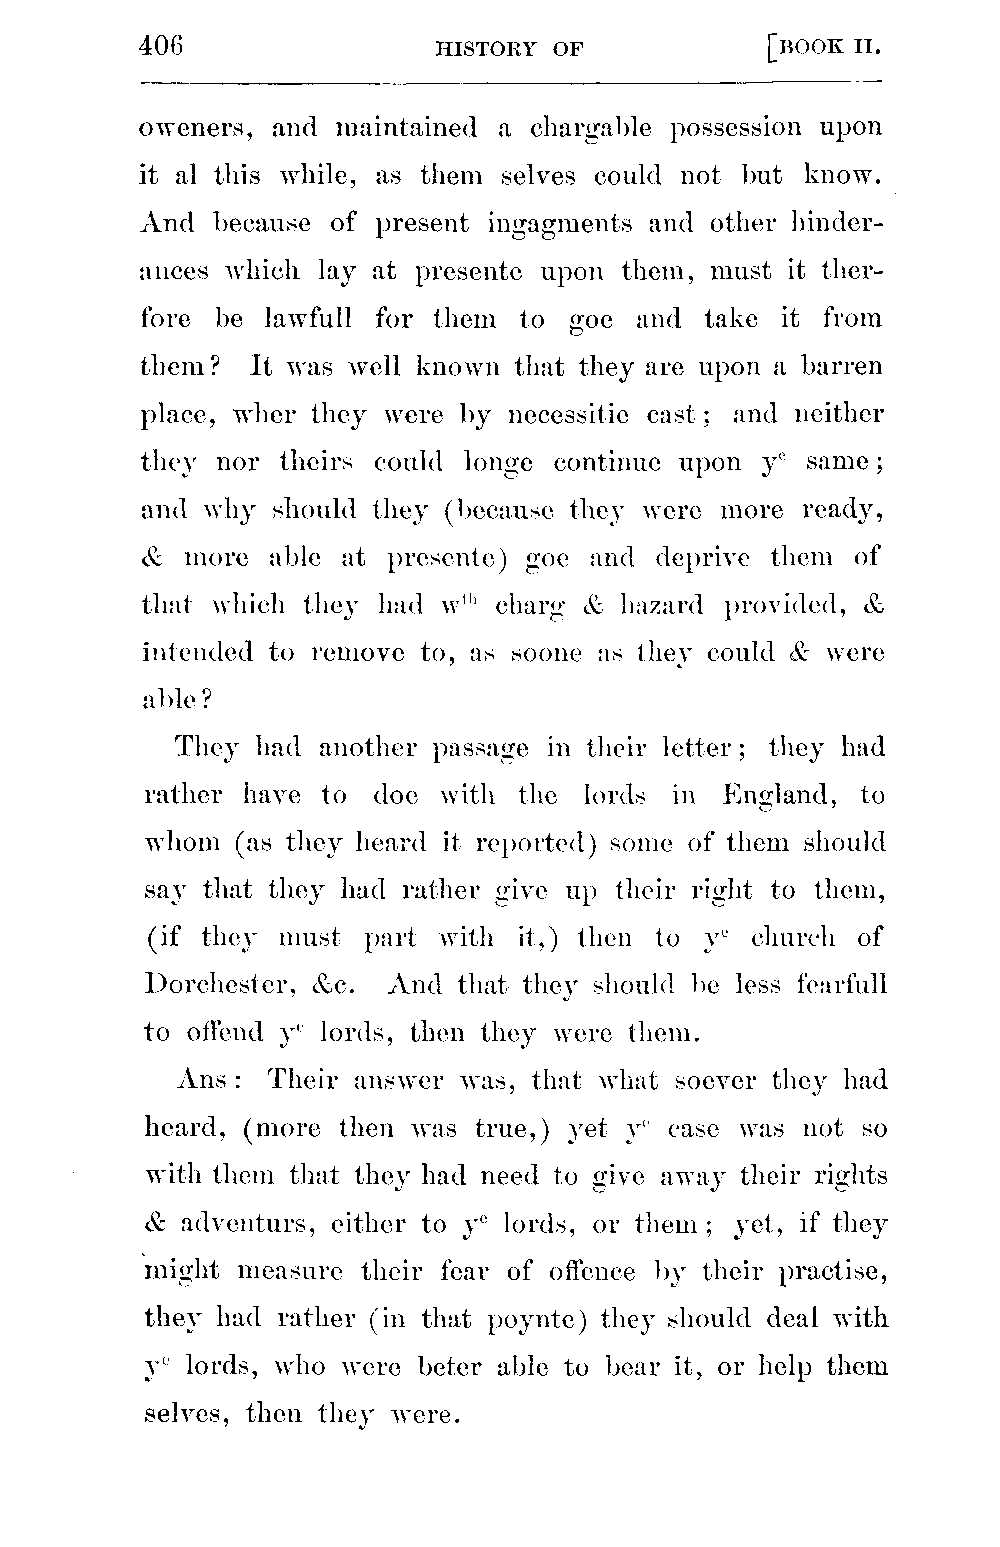 406 HISTORY OF [BOOK II.
oweners, and maintained a chargable possession upon
it al this while, as them selves could not but know.
And because of present ingagments and other hinder-
ances which lay at presente upon them, must it ther-
fore be lawfull for them to goe and take it from
them? It was well known that they are upon a barren
place, wher they were by necessitie cast; and neither
they nor theirs could longe continue upon yᵉ same;
and why should they (because they were more ready,
& more able at presente) goe and deprive them of
that which they had wᵗʰ charg & hazard provided, &
intended to remove to, as soone as they could & were
able?
They had another passage in their letter; they had
rather have to doe with the lords in England, to
whom (as they heard it reported) some of them should
say that they had rather give up their right to them,
(if they must part with it,) then to yᵉ church of
Dorchester, &c. And that they should be less fearfull
to offend yᵉ lords, then they were them.
Ans: Their answer was, that what soever they had
heard, (more then was true,) yet yᵉ case was not so
with them that they had need to give away their rights
& adventurs, either to yᵉ lords, or them; yet, if they
might measure their fear of offence by their practise,
they had rather (in that poynte) they should deal with
yᵉ lords, who were beter able to bear it, or help them
selves, then they were.